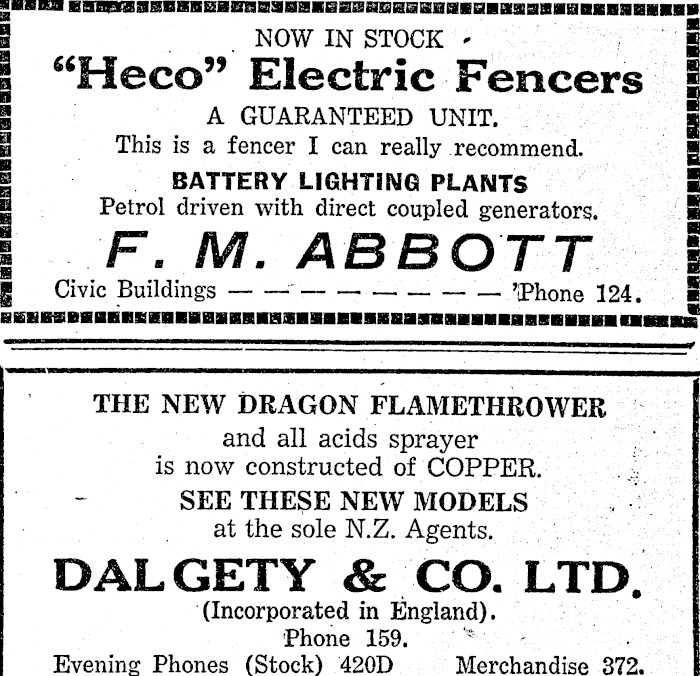 NOW IN STOCK
“Heco” Electric Fencers
A GUARANTEED UNIT.
This is a fencer I can really recommend.
BATTERY LIGHTING PLANTS
Petrol driven with direct coupled generators.
F. M. ABBOTT
Civic Buildings — — — — — — — — 'Phone 124.
THE NEW DRAGON FLAMETHROWER
and all acids sprayer
is now constructed of COPPER.
SEE THESE NEW MODELS
at the sole N.Z. Agents.
DALGETY & CO. LTD.
(Incorporated in England).
Phone 159.
Evening Phones (Stock) 420D Merchandise 372.